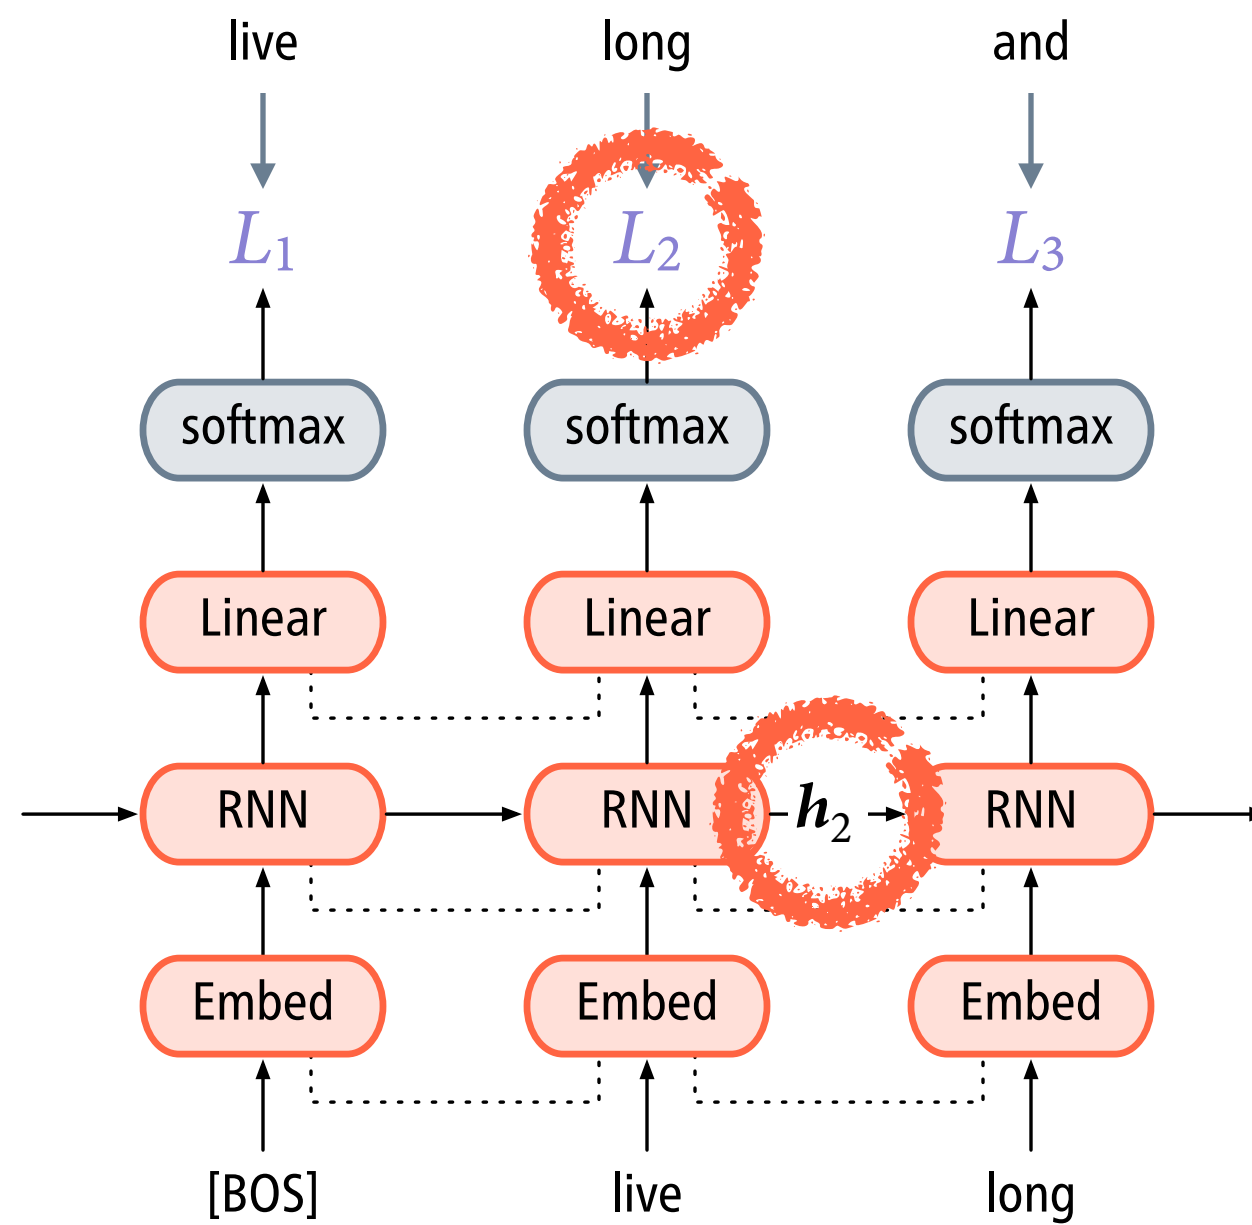 live long and
L1 L2 L3
softmax softmax softmax
Linear Linear Linear
RNN RNN h2 RNN
Embed Embed Embed
[BOS] live long